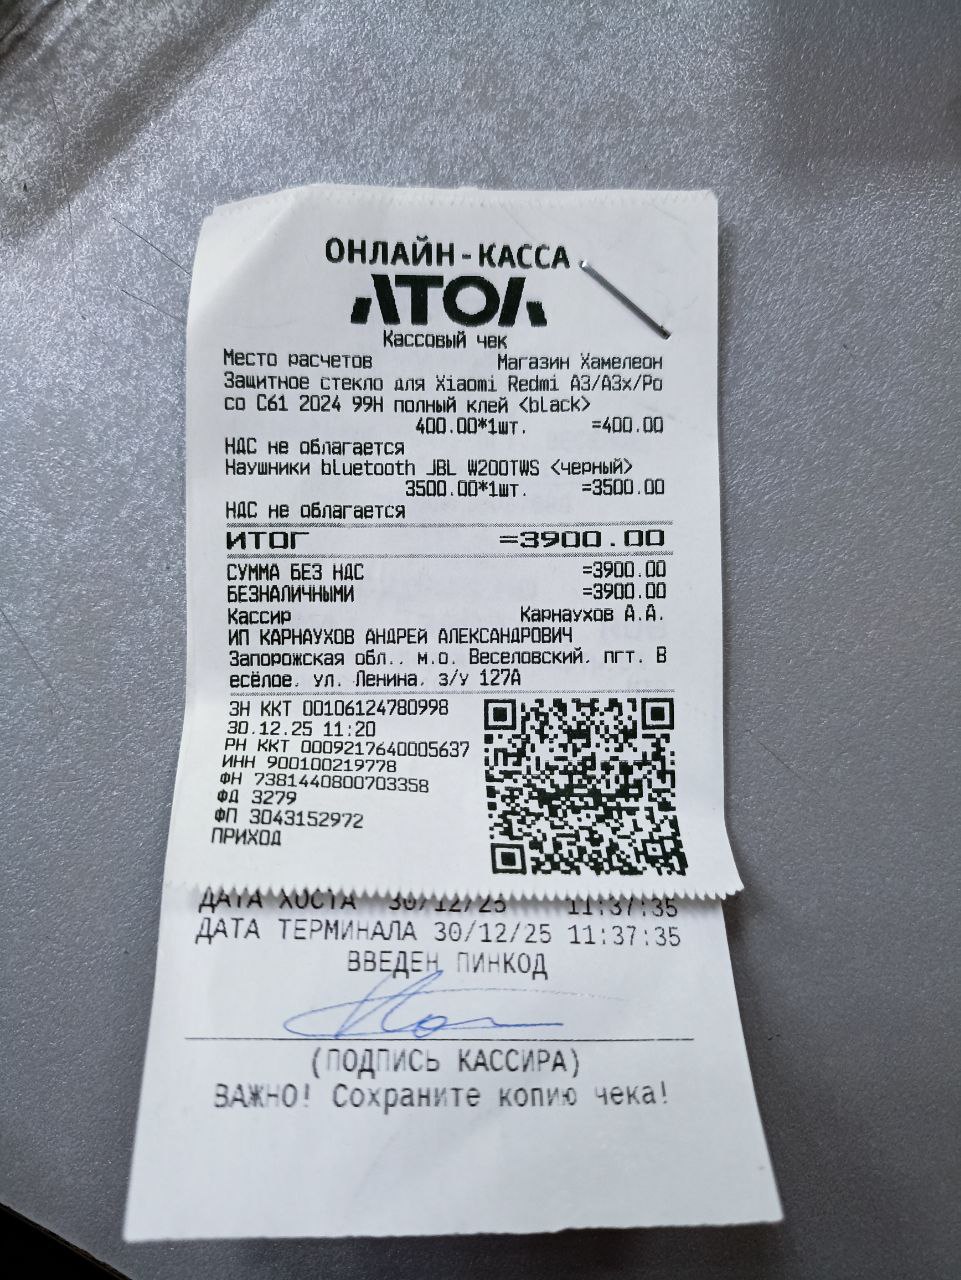 ОНЛАЙН-КАССА
АТОЛ
Кассовый чек
Место расчетов Магазин Хамелеон
Защитное стекло для Xiaomi Redmi A3/A3x/Po
co C61 2024 99H полный клей <black>
400.00*1шт. =400.00
НДС не облагается
Наушники bluetooth JBL W200TWS <черный>
3500.00*1шт. =3500.00
НДС не облагается
ИТОГ =3900.00
СУММА БЕЗ НДС =3900.00
БЕЗНАЛИЧНЫМИ =3900.00
Кассир Карнаухов А.А.
ИП КАРНАУХОВ АНДРЕЙ АЛЕКСАНДРОВИЧ
Запорожская обл., м.о. Веселовский, пгт. В
есёлое, ул. Ленина, з/у 127А
ЗН ККТ 00106124780998
30.12.25 11:20
РН ККТ 0009217640005637
ИНН 900100219778
ФН 7381440800703358
ФД 3279
ФП 3043152972
ПРИХОД
ДАТА ХОСТА 30/12/25 11:37:35
ДАТА ТЕРМИНАЛА 30/12/25 11:37:35
ВВЕДЕН ПИНКОД
(ПОДПИСЬ КАССИРА)
ВАЖНО! Сохраните копию чека!